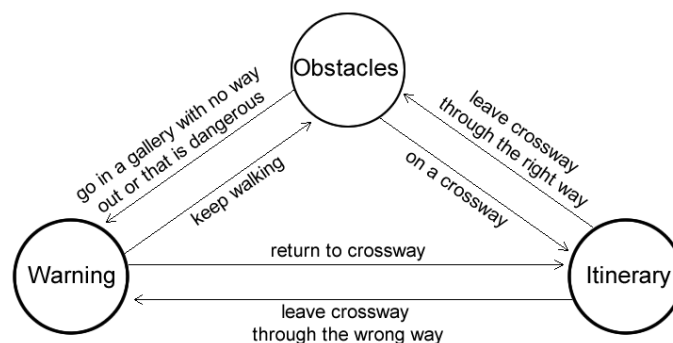 Obstacles
go in a gallery with no way
out or that is dangerous
keep walking
leave crossway
through the right way
on a crossway
Warning
return to crossway
Itinerary
leave crossway
through the wrong way